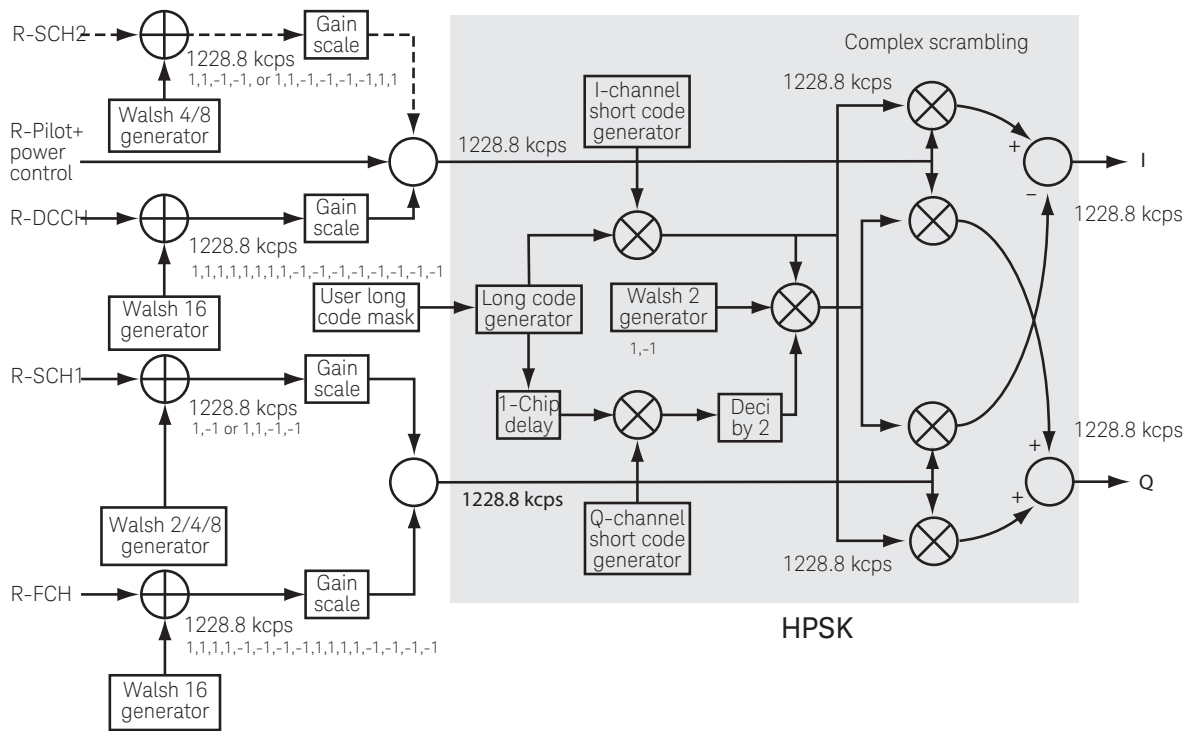 R-SCH2
Gain
scale
1228.8 kcps
1,1,-1,-1, or 1,1,-1,-1,-1,-1,1,1
Walsh 4/8
generator
R-Pilot+
power
control
1228.8 kcps
R-DCCH
Gain
scale
1228.8 kcps
1,1,1,1,1,1,1,1,-1,-1,-1,-1,-1,-1,-1,-1
Walsh 16
generator
User long
code mask
R-SCH1
Gain
scale
1228.8 kcps
1,-1 or 1,1,-1,-1
Walsh 2/4/8
generator
1228.8 kcps
R-FCH
Gain
scale
1228.8 kcps
1,1,1,1,-1,-1,-1,-1,1,1,1,1,-1,-1,-1,-1
Walsh 16
generator
Complex scrambling
I-channel
short code
generator
1228.8 kcps
Long code
generator
Walsh 2
generator
1,-1
1-Chip
delay
Deci
by 2
Q-channel
short code
generator
1228.8 kcps
+
−
I
1228.8 kcps
1228.8 kcps
+
+
Q
HPSK